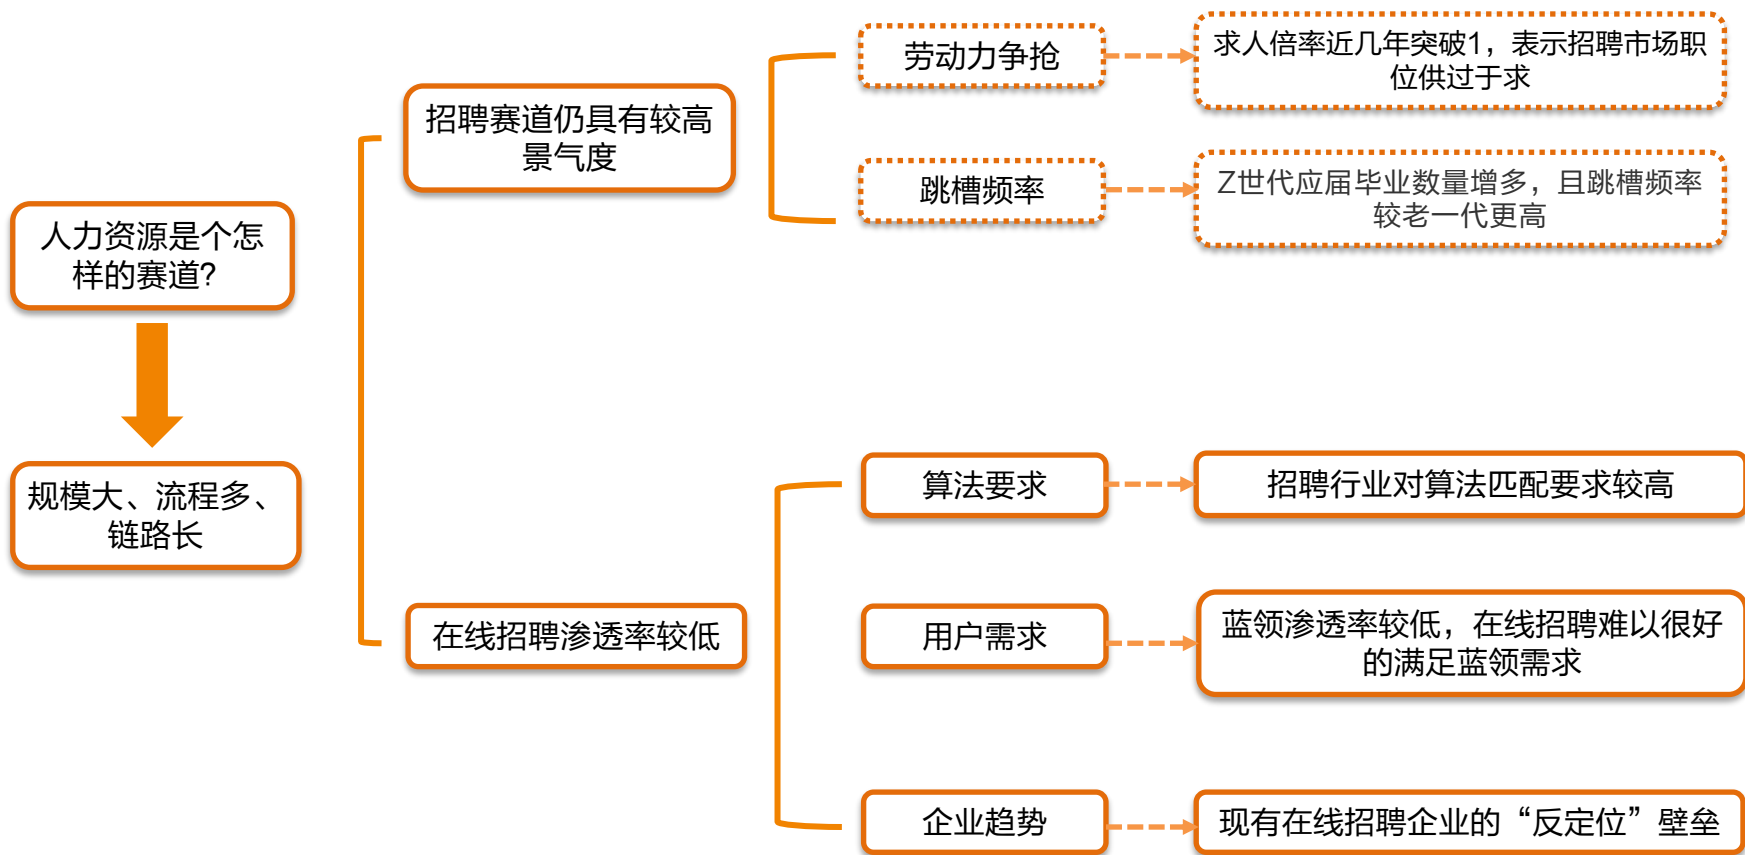 人力资源是个怎
样的赛道？
规模大、流程多、
链路长
招聘赛道仍具有较高
景气度
劳动力争抢
求人倍率近几年突破1，表示招聘市场职
位供过于求
跳槽频率
Z世代应届毕业数量增多，且跳槽频率
较老一代更高
在线招聘渗透率较低
算法要求
招聘行业对算法匹配要求较高
用户需求
蓝领渗透率较低，在线招聘难以很好
的满足蓝领需求
企业趋势
现有在线招聘企业的“反定位”壁垒